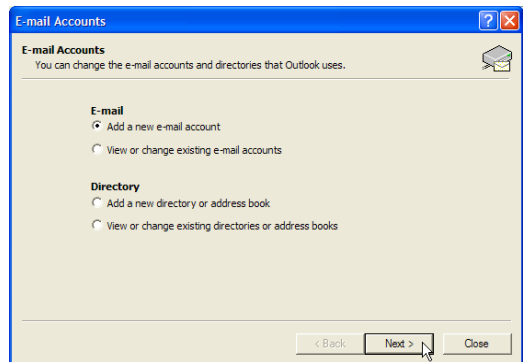 E-mail Accounts
E-mail Accounts
You can change the e-mail accounts and directories that Outlook uses.
E-mail
Add a new e-mail account
View or change existing e-mail accounts
Directory
Add a new directory or address book
View or change existing directories or address books
< Back Next > Close